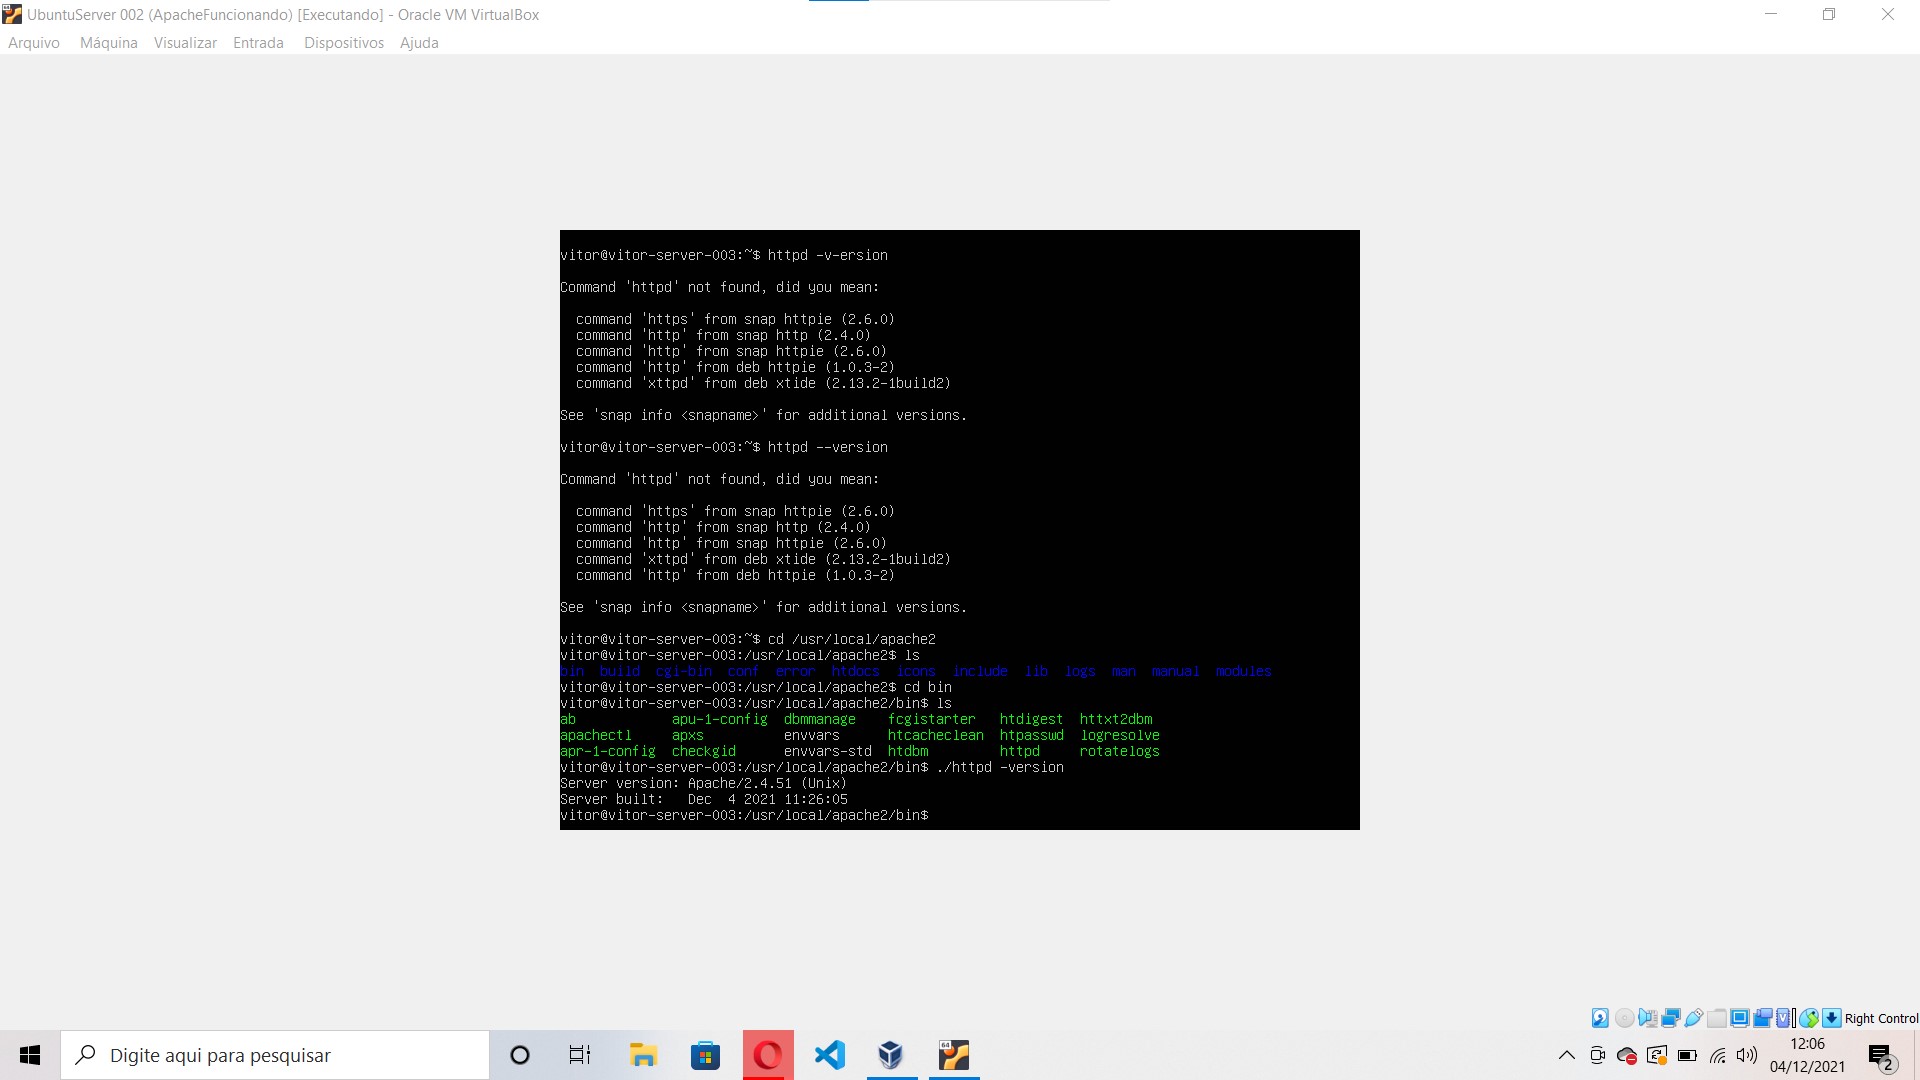 UbuntuServer 002 (ApacheFuncionando) [Executando] - Oracle VM VirtualBox
Arquivo Máquina Visualizar Entrada Dispositivos Ajuda
vitor@vitor-server-003:~$ httpd -v-ersion
Command 'httpd' not found, did you mean:
command 'https' from snap httpie (2.6.0)
command 'http' from snap http (2.4.0)
command 'http' from snap httpie (2.6.0)
command 'http' from deb httpie (1.0.3-2)
command 'xttpd' from deb xtide (2.13.2-1build2)
See 'snap info <snapname>' for additional versions.
vitor@vitor-server-003:~$ httpd --version
Command 'httpd' not found, did you mean:
command 'https' from snap httpie (2.6.0)
command 'http' from snap http (2.4.0)
command 'http' from snap httpie (2.6.0)
command 'xttpd' from deb xtide (2.13.2-1build2)
command 'http' from deb httpie (1.0.3-2)
See 'snap info <snapname>' for additional versions.
vitor@vitor-server-003:~$ cd /usr/local/apache2
vitor@vitor-server-003:/usr/local/apache2$ ls
bin build cgi-bin conf error htdocs icons include lib logs man manual modules
vitor@vitor-server-003:/usr/local/apache2$ cd bin
vitor@vitor-server-003:/usr/local/apache2/bin$ ls
ab apu-1-config dbmmanage fcgistarter htdigest httxt2dbm
apachectl apxs envvars htcacheclean htpasswd logresolve
apr-1-config checkgid envvars-std htdbm httpd rotatelogs
vitor@vitor-server-003:/usr/local/apache2/bin$ ./httpd -version
Server version: Apache/2.4.51 (Unix)
Server built: Dec 4 2021 11:26:05
vitor@vitor-server-003:/usr/local/apache2/bin$
Right Control
Digite aqui para pesquisar
64
12:06
04/12/2021
2